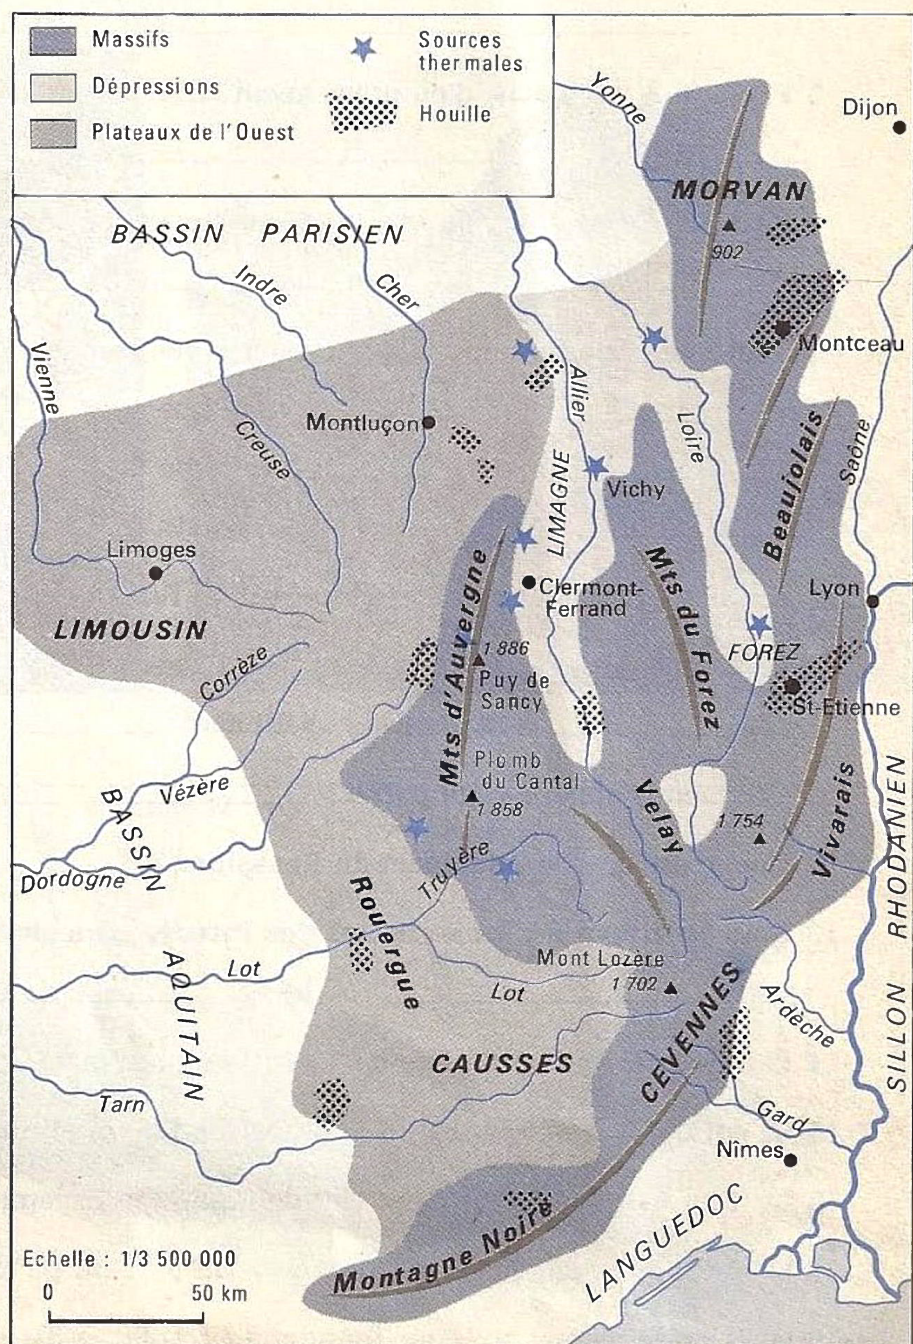 Massifs
Dépressions
Plateaux de l'Ouest
Sources
thermales
Houille
Yonne
Dijon
MORVAN
902
BASSIN PARISIEN
Indre
Cher
Vienne
Montceau
Allier
Loire
Montluçon
Creuse
Beaujolais
Saône
LIMAGNE
Vichy
Limoges
Clermont-
Ferrand
Mts d'Auvergne
Mts du Forez
Lyon
LIMOUSIN
Corrèze
1 886
Puy de
Sancy
FOREZ
St-Etienne
Plomb
du Cantal
1 858
Vézère
BASSIN
AQUITAIN
Velay
1 754
Vivarais
SILLON RHODANIEN
Dordogne
Truyère
Rouergue
Lot
Lot
Mont Lozère
1 702
CEVENNES
Ardèche
CAUSSES
Tarn
Gard
Nîmes
LANGUEDOC
Montagne Noire
Echelle : 1/3 500 000
0 50 km